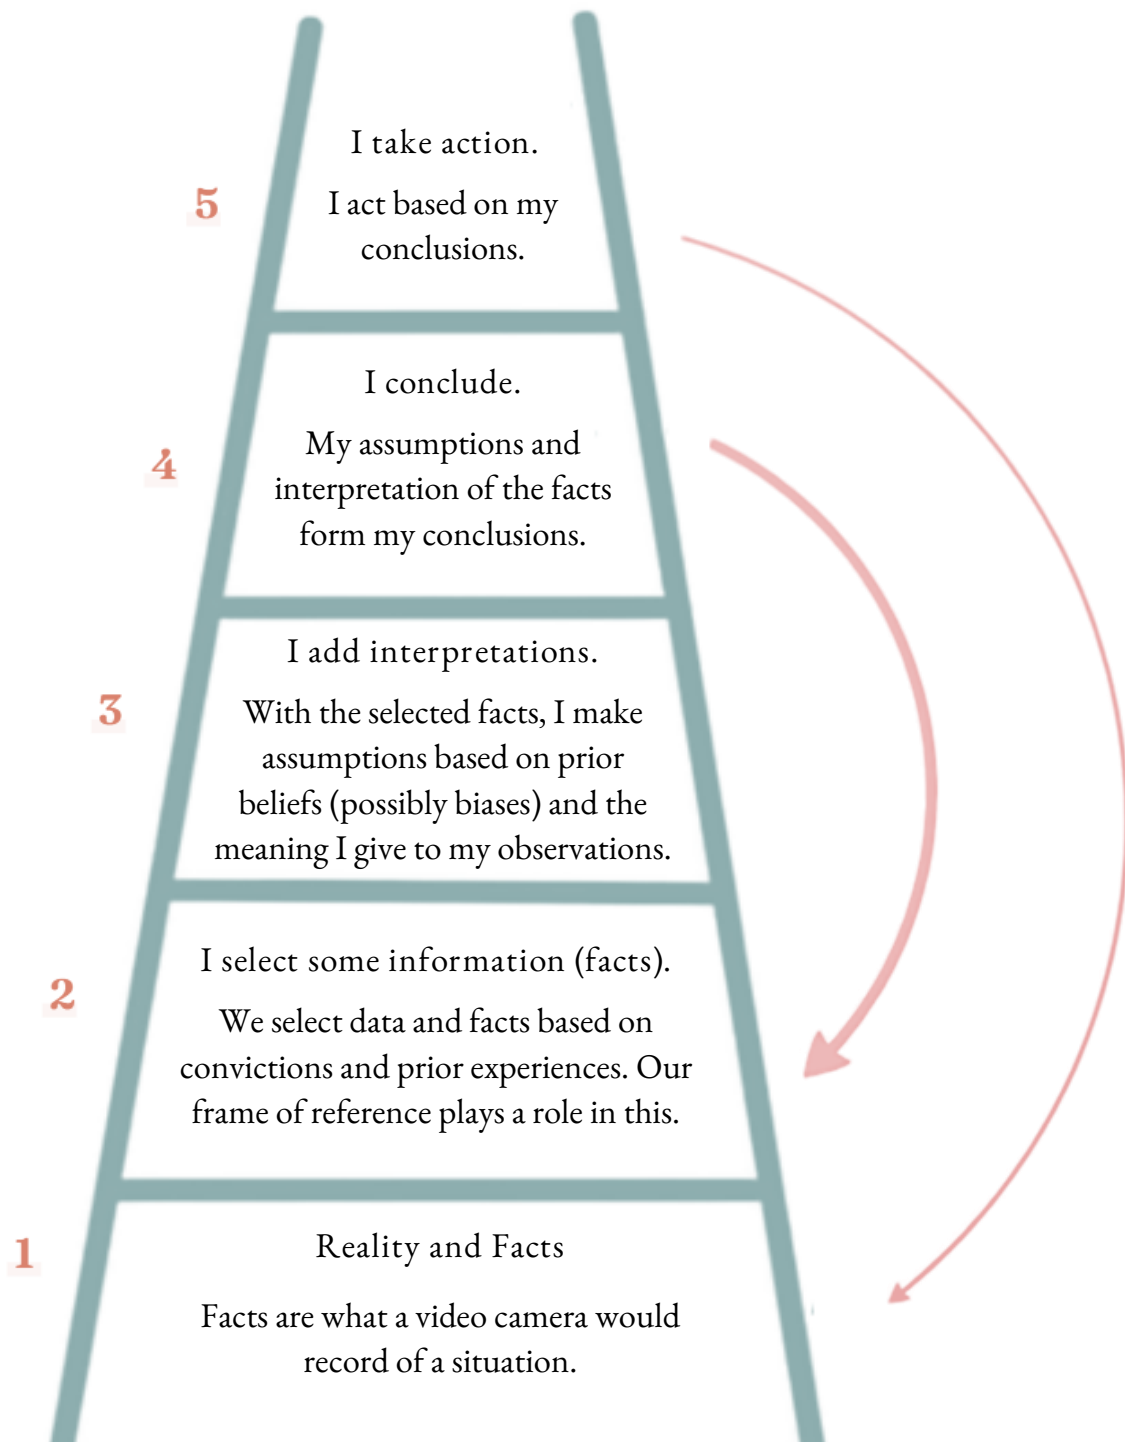 5
I take action.
I act based on my
conclusions.
4
I conclude.
My assumptions and
interpretation of the facts
form my conclusions.
3
I add interpretations.
With the selected facts, I make
assumptions based on prior
beliefs (possibly biases) and the
meaning I give to my observations.
2
I select some information (facts).
We select data and facts based on
convictions and prior experiences. Our
frame of reference plays a role in this.
1
Reality and Facts
Facts are what a video camera would
record of a situation.